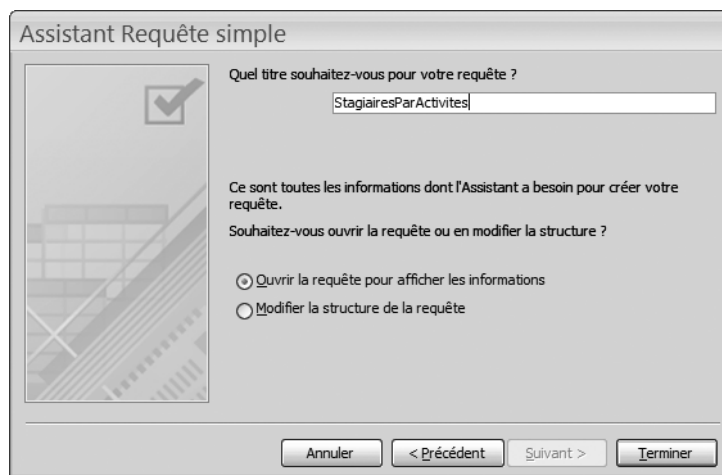 Assistant Requête simple
Quel titre souhaitez-vous pour votre requête ?
StagiairesParActivites
Ce sont toutes les informations dont l'Assistant a besoin pour créer votre
requête.
Souhaitez-vous ouvrir la requête ou en modifier la structure ?
Ouvrir la requête pour afficher les informations
Modifier la structure de la requête
Annuler
< Précédent
Suivant >
Terminer